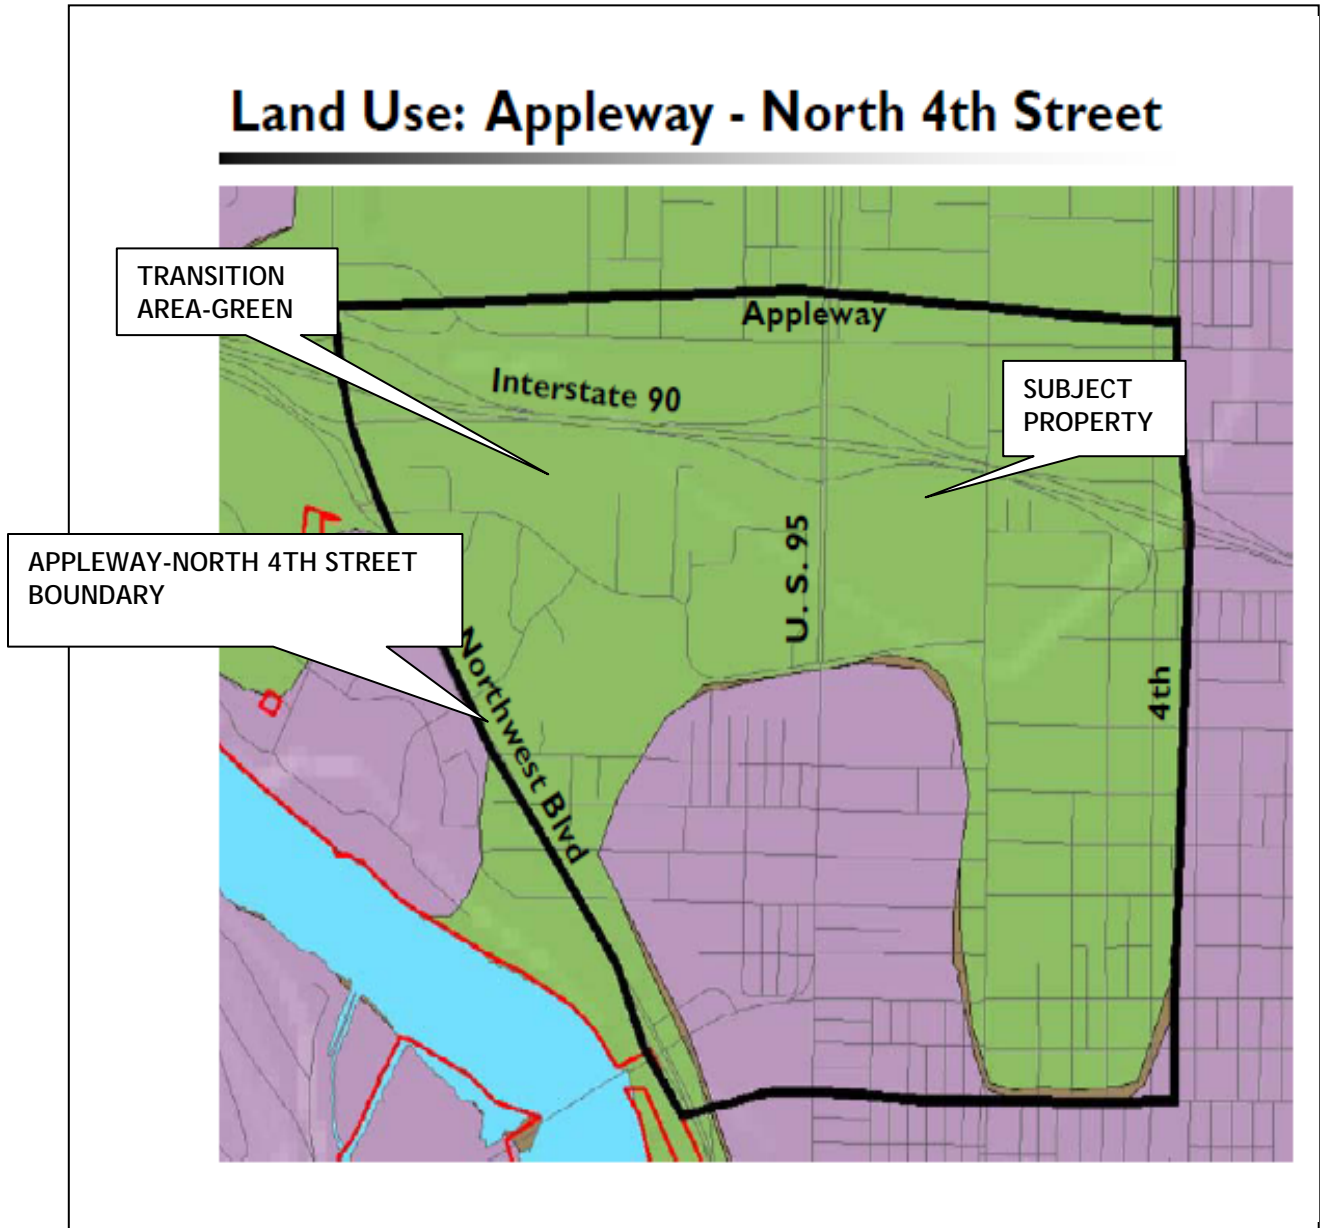 Land Use: Appleway - North 4th Street
TRANSITION
AREA-GREEN
Appleway
Interstate 90
SUBJECT
PROPERTY
U. S. 95
APPLEWAY-NORTH 4TH STREET
BOUNDARY
Northwest Blvd
4th